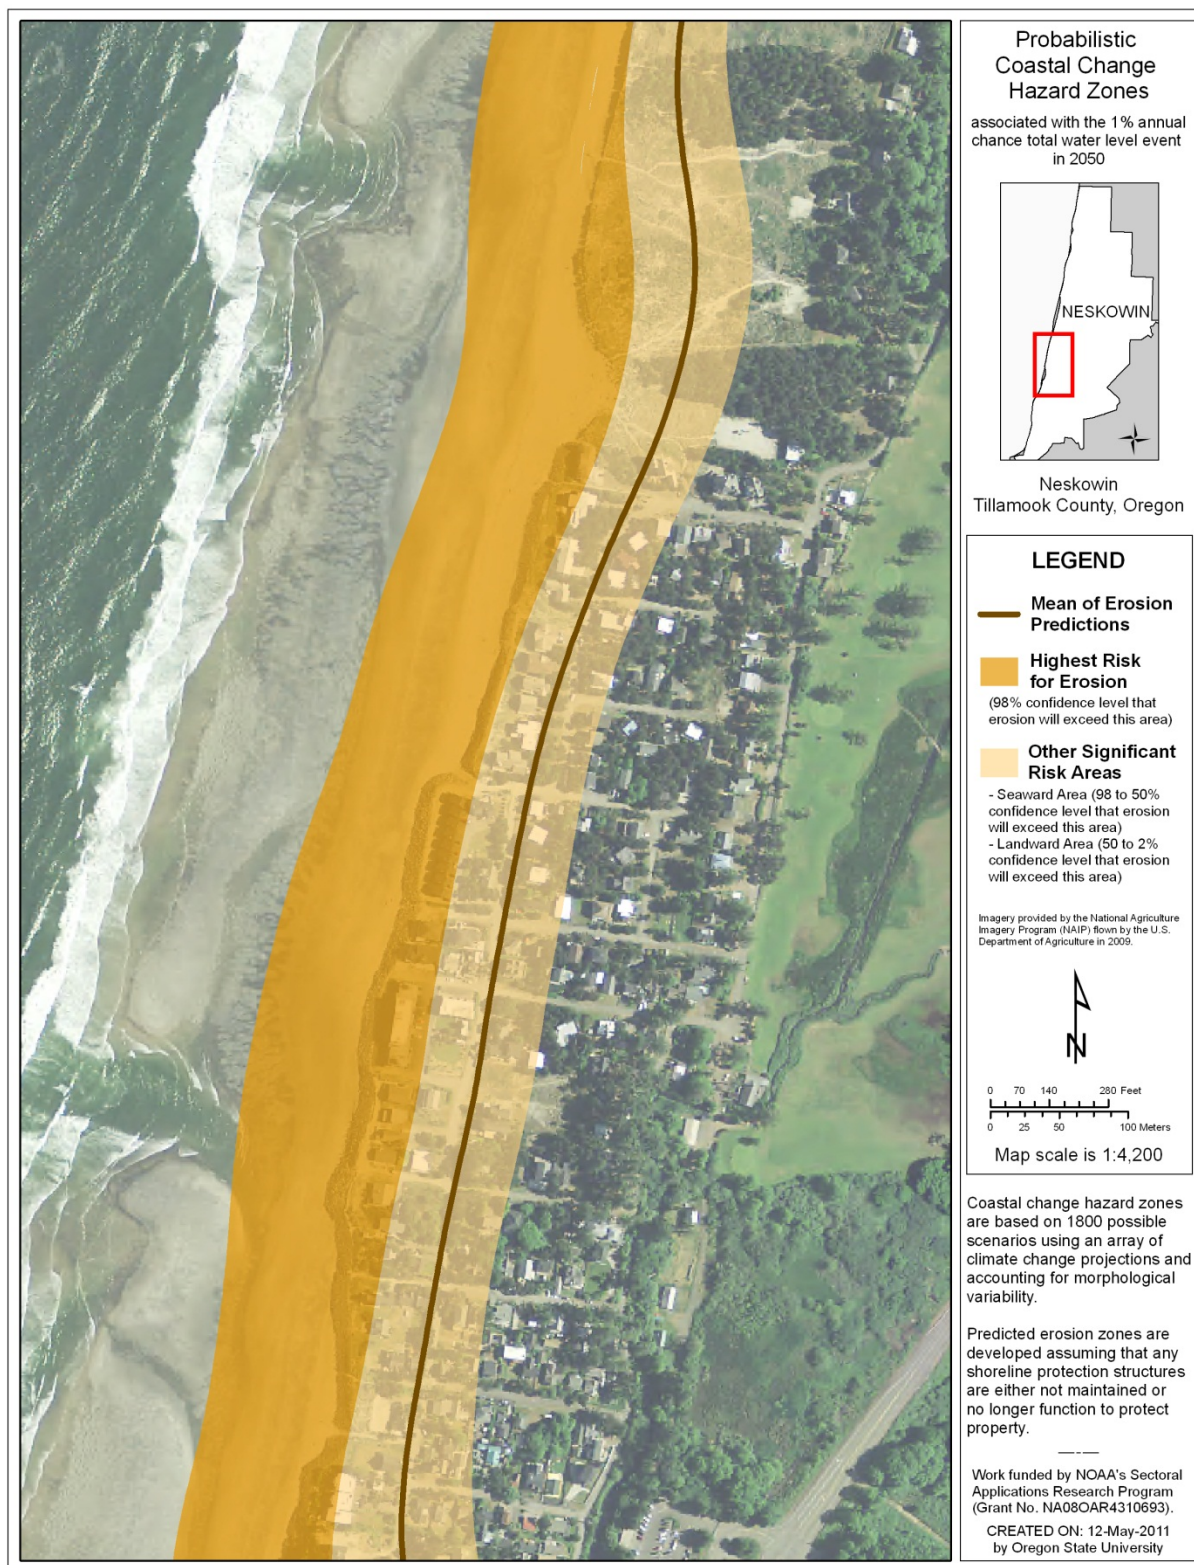 Probabilistic
Coastal Change
Hazard Zones
associated with the 1% annual
chance total water level event
in 2050
NESKOWIN
Neskowin
Tillamook County, Oregon
LEGEND
Mean of Erosion
Predictions
Highest Risk
for Erosion
(98% confidence level that
erosion will exceed this area)
Other Significant
Risk Areas
- Seaward Area (98 to 50%
confidence level that erosion
will exceed this area)
- Landward Area (50 to 2%
confidence level that erosion
will exceed this area)
Imagery provided by the National Agriculture
Imagery Program (NAIP) flown by the U.S.
Department of Agriculture in 2009.
N
0 70 140 280 Feet
0 25 50 100 Meters
Map scale is 1:4,200
Coastal change hazard zones
are based on 1800 possible
scenarios using an array of
climate change projections and
accounting for morphological
variability.
Predicted erosion zones are
developed assuming that any
shoreline protection structures
are either not maintained or
no longer function to protect
property.
Work funded by NOAA's Sectoral
Applications Research Program
(Grant No. NA08OAR4310693).
CREATED ON: 12-May-2011
by Oregon State University